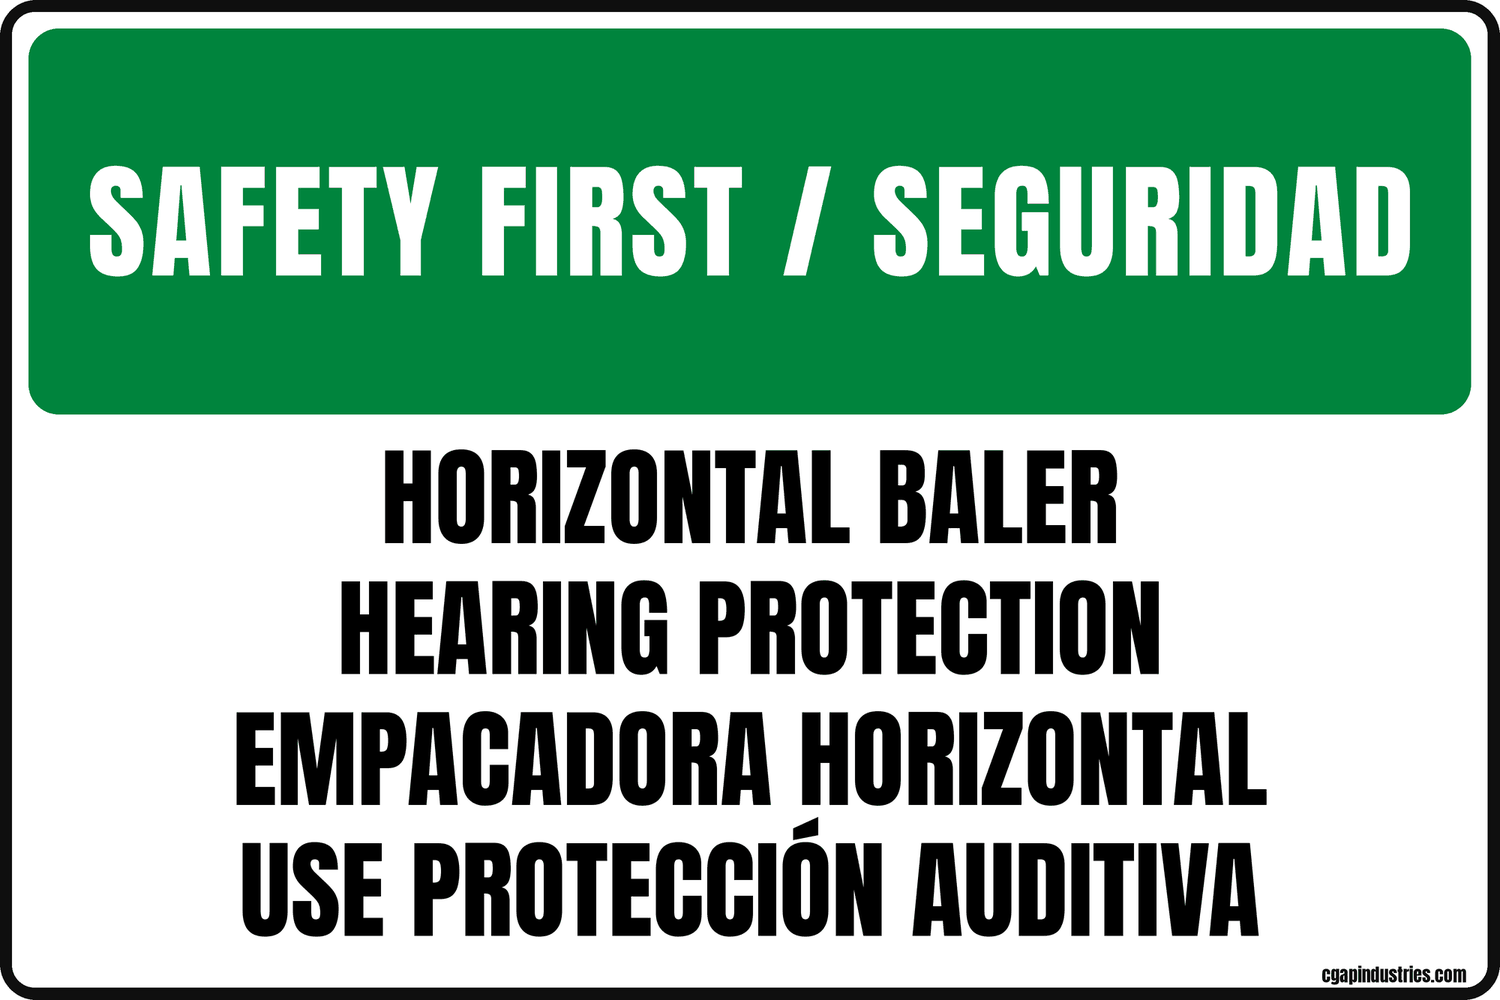 SAFETY FIRST / SEGURIDAD
HORIZONTAL BALER
HEARING PROTECTION
EMPACADORA HORIZONTAL
USE PROTECCIÓN AUDITIVA
cgapindustries.com